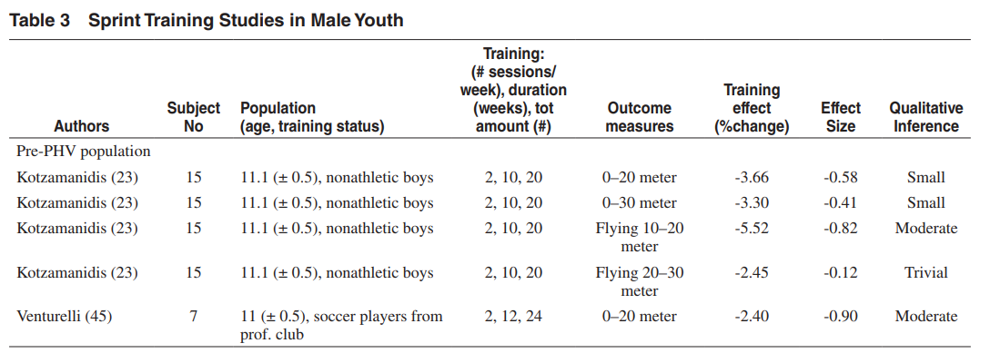 Table 3 Sprint Training Studies in Male Youth
Authors Subject No Population (age, training status) Training: (# sessions/ week), duration (weeks), tot amount (#) Outcome measures Training effect (%change) Effect Size Qualitative Inference
Pre-PHV population
Kotzamanidis (23) 15 11.1 (± 0.5), nonathletic boys 2, 10, 20 0–20 meter -3.66 -0.58 Small
Kotzamanidis (23) 15 11.1 (± 0.5), nonathletic boys 2, 10, 20 0–30 meter -3.30 -0.41 Small
Kotzamanidis (23) 15 11.1 (± 0.5), nonathletic boys 2, 10, 20 Flying 10–20 meter -5.52 -0.82 Moderate
Kotzamanidis (23) 15 11.1 (± 0.5), nonathletic boys 2, 10, 20 Flying 20–30 meter -2.45 -0.12 Trivial
Venturelli (45) 7 11 (± 0.5), soccer players from prof. club 2, 12, 24 0–20 meter -2.40 -0.90 Moderate